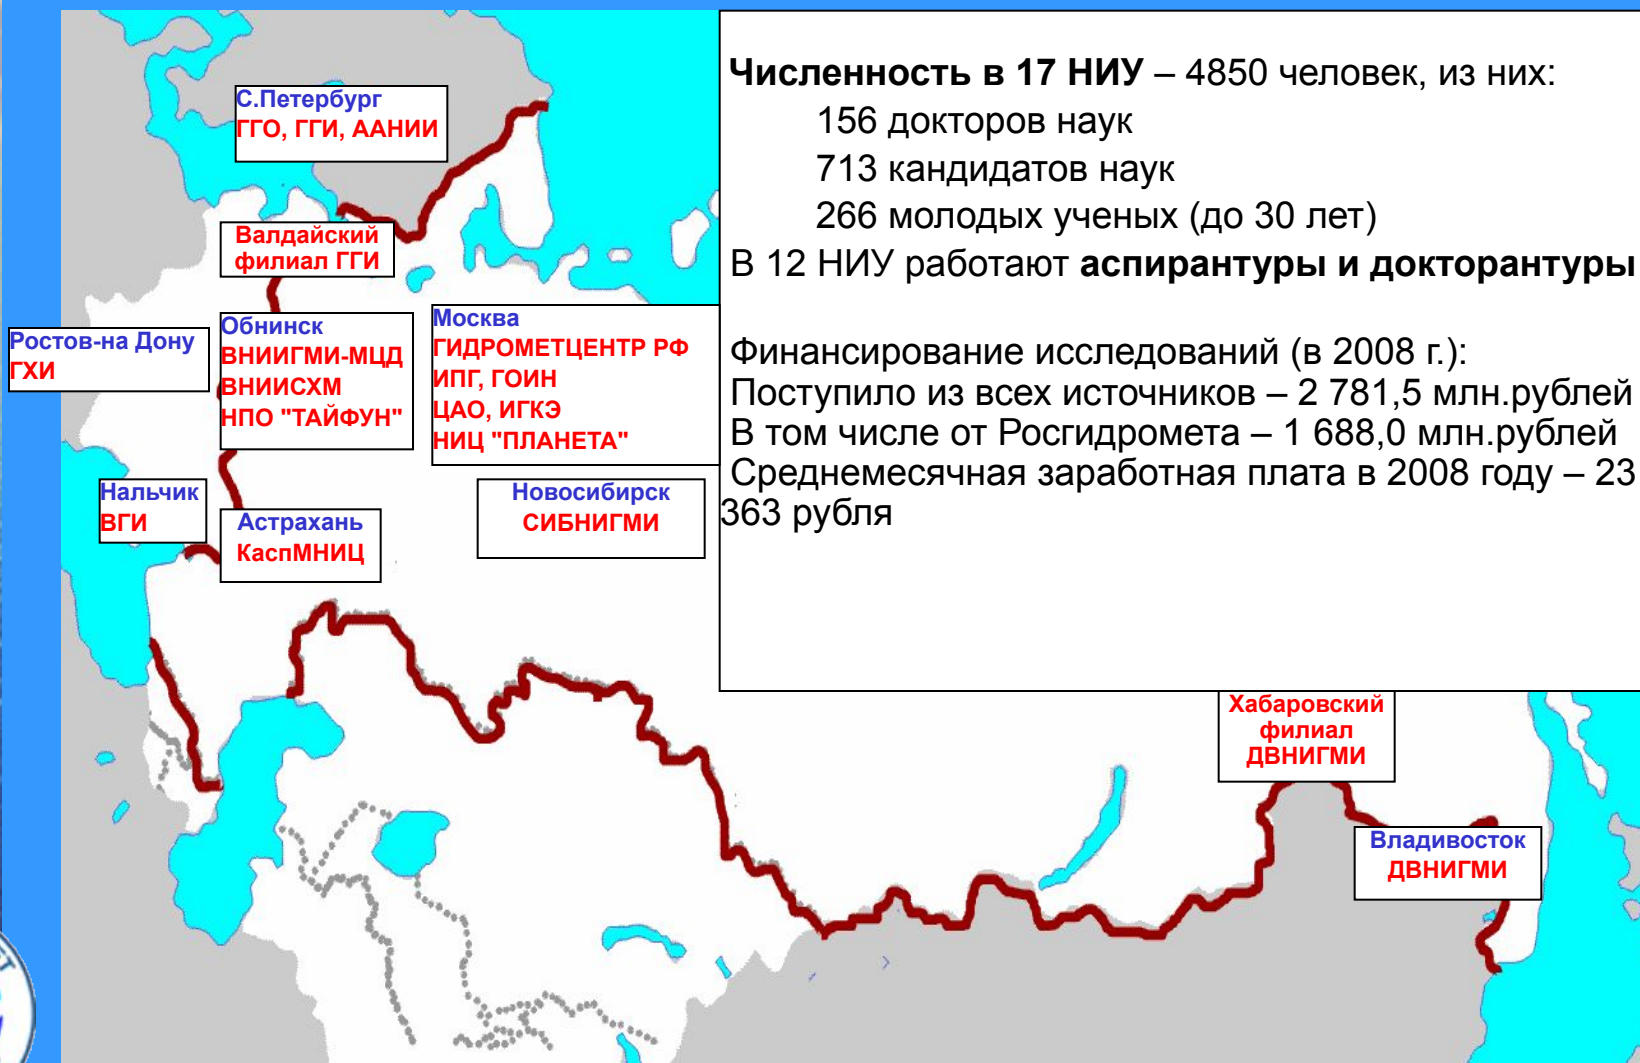 С.Петербург
ГГО, ГГИ, ААНИИ
Валдайский
филиал ГГИ
Ростов-на Дону
ГХИ
Обнинск
ВНИИГМИ-МЦД
ВНИИСХМ
НПО "ТАЙФУН"
Москва
ГИДРОМЕТЦЕНТР РФ
ИПГ, ГОИН
ЦАО, ИГКЭ
НИЦ "ПЛАНЕТА"
Нальчик
ВГИ
Астрахань
КаспМНИЦ
Новосибирск
СИБНИГМИ
Численность в 17 НИУ – 4850 человек, из них:
156 докторов наук
713 кандидатов наук
266 молодых ученых (до 30 лет)
В 12 НИУ работают аспирантуры и докторантуры
Финансирование исследований (в 2008 г.):
Поступило из всех источников – 2 781,5 млн.рублей
В том числе от Росгидромета – 1 688,0 млн.рублей
Среднемесячная заработная плата в 2008 году – 23
363 рубля
Хабаровский
филиал
ДВНИГМИ
Владивосток
ДВНИГМИ